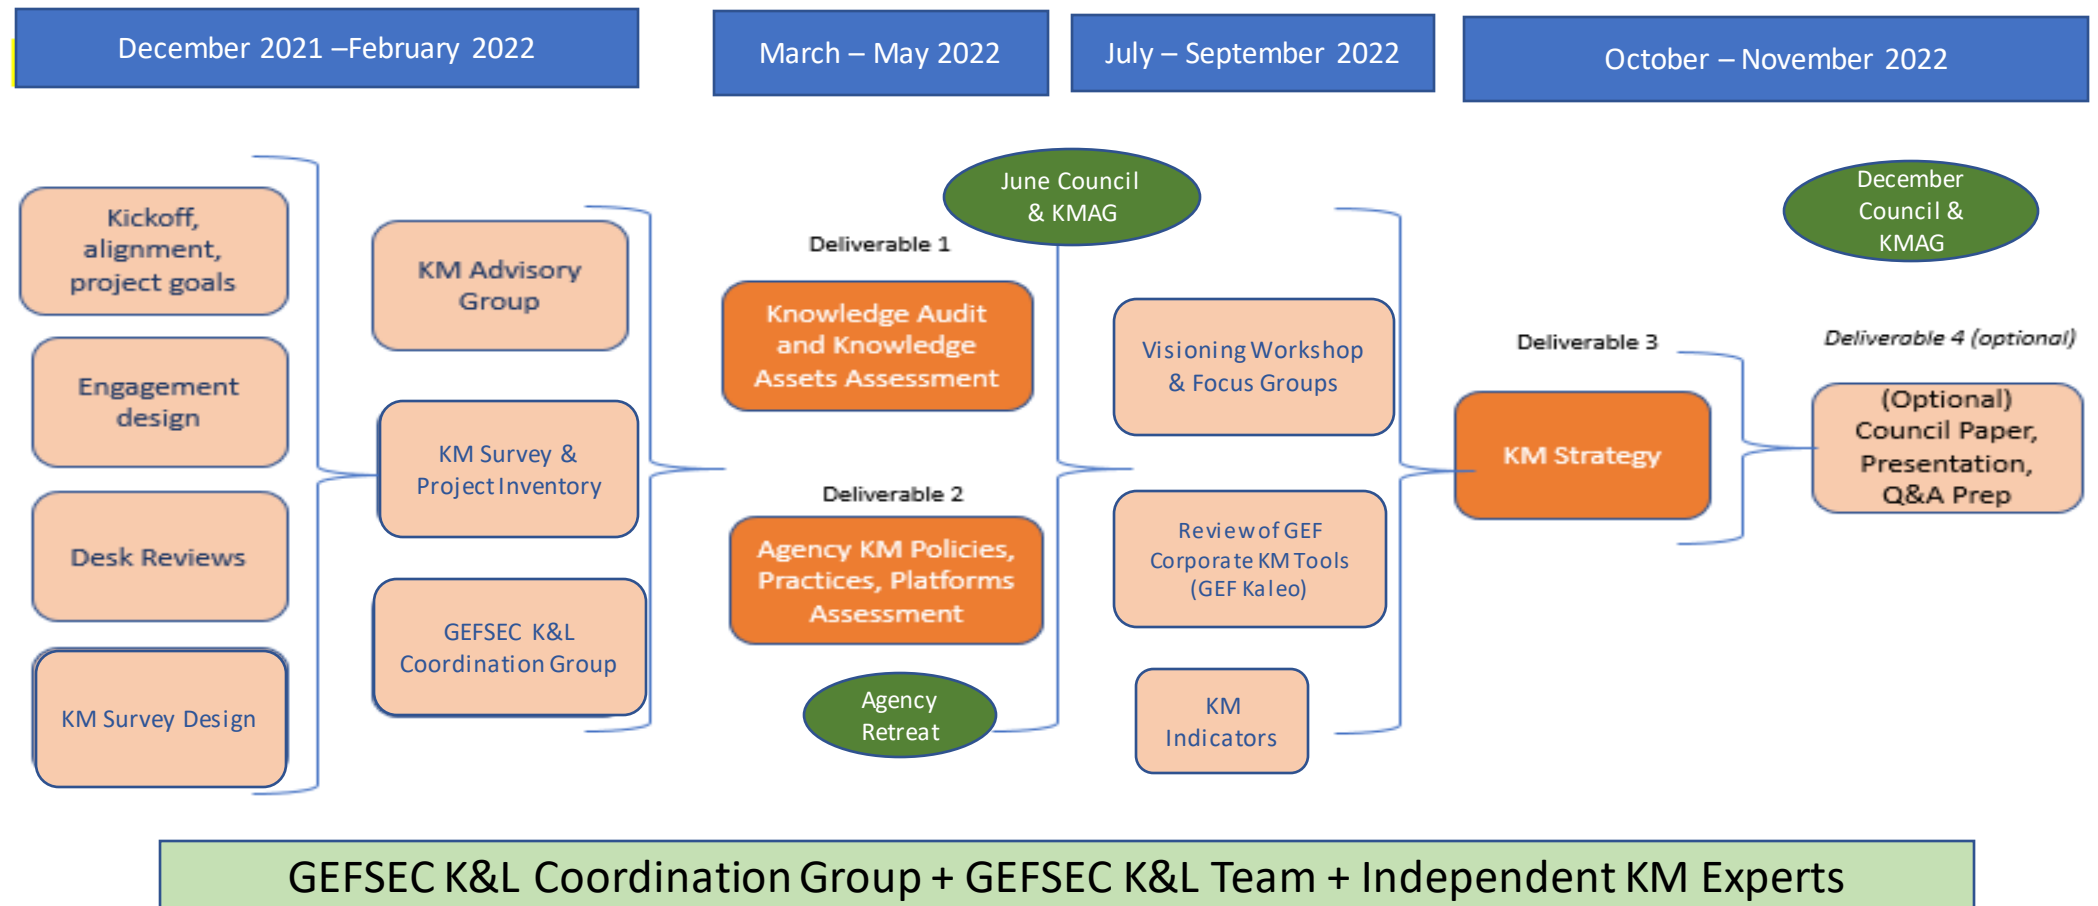 December 2021 –February 2022
March – May 2022
July – September 2022
October – November 2022
Kickoff,
alignment,
project goals
Engagement
design
Desk Reviews
KM Survey Design
KM Advisory
Group
KM Survey &
Project Inventory
GEFSEC K&L
Coordination Group
Deliverable 1
Knowledge Audit
and Knowledge
Assets Assessment
Deliverable 2
Agency KM Policies,
Practices, Platforms
Assessment
Agency
Retreat
June Council
& KMAG
Visioning Workshop
& Focus Groups
Review of GEF
Corporate KM Tools
(GEF Kaleo)
KM
Indicators
Deliverable 3
KM Strategy
December
Council &
KMAG
Deliverable 4 (optional)
(Optional)
Council Paper,
Presentation,
Q&A Prep
GEFSEC K&L Coordination Group + GEFSEC K&L Team + Independent KM Experts